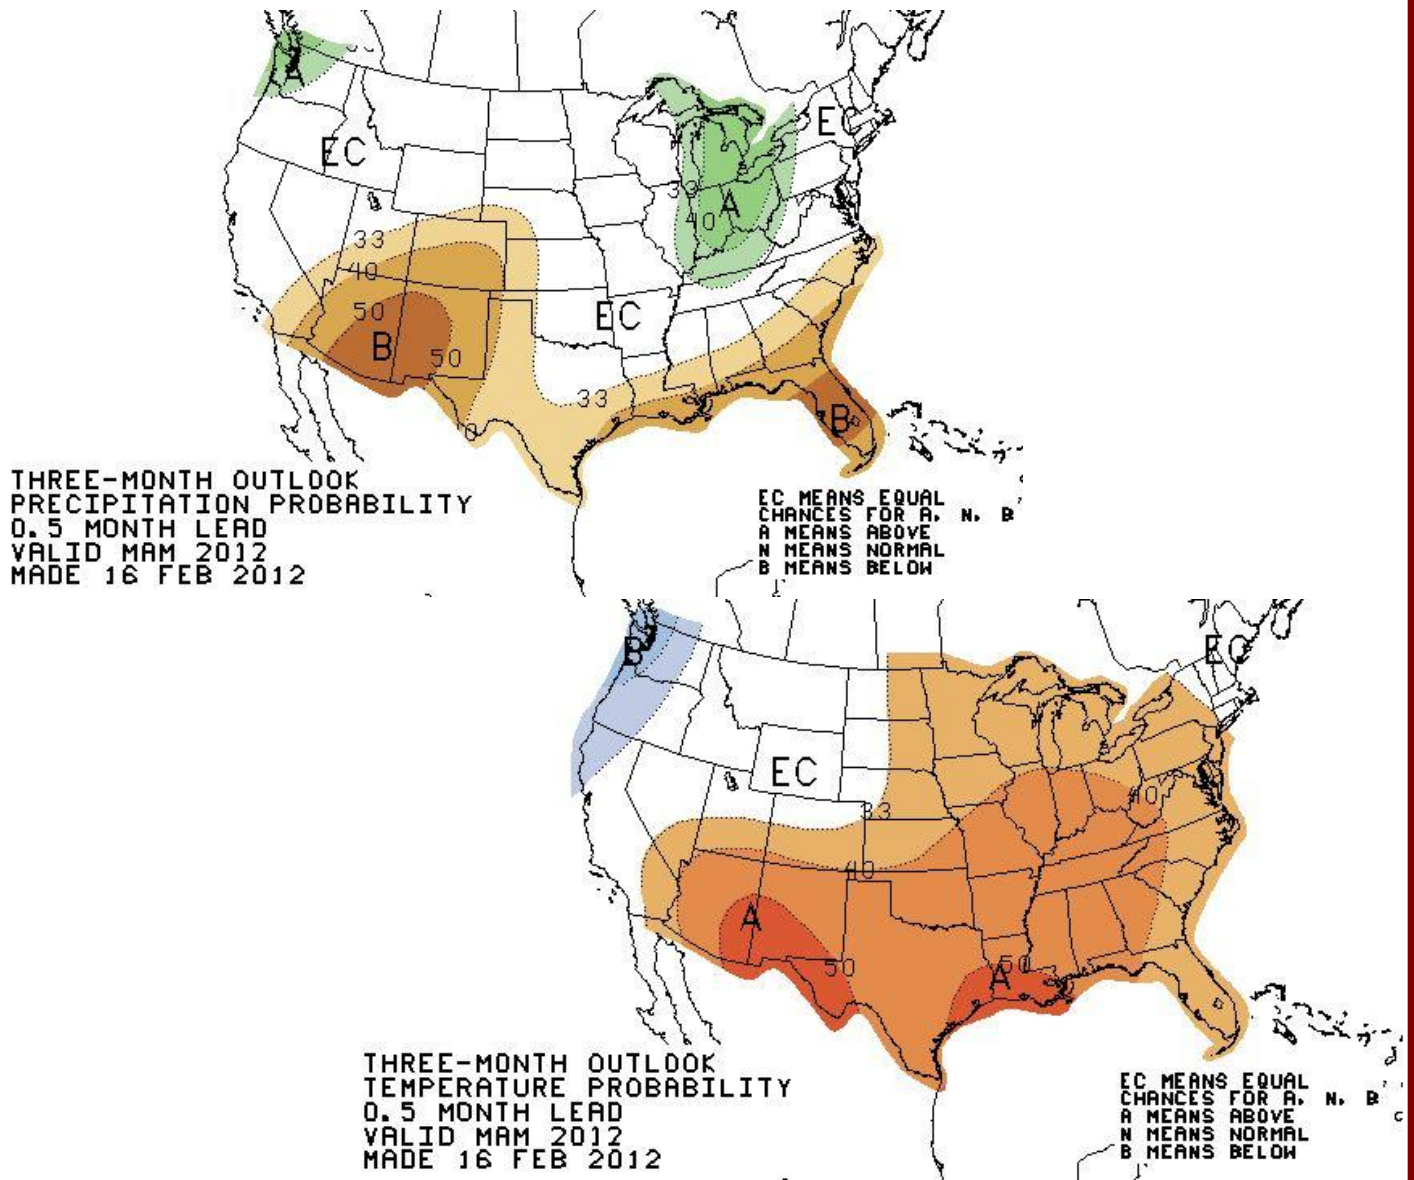 A
33
EC
EC
33
A
40
33
40
50
EC
B
50
33
B
THREE-MONTH OUTLOOK
PRECIPITATION PROBABILITY
0.5 MONTH LEAD
VALID MAM 2012
MADE 16 FEB 2012
EC MEANS EQUAL
CHANCES FOR A, N, B
A MEANS ABOVE
N MEANS NORMAL
B MEANS BELOW
B
EC
EC
33
40
40
A
50
50
A
THREE-MONTH OUTLOOK
TEMPERATURE PROBABILITY
0.5 MONTH LEAD
VALID MAM 2012
MADE 16 FEB 2012
EC MEANS EQUAL
CHANCES FOR A, N, B
A MEANS ABOVE
N MEANS NORMAL
B MEANS BELOW
C